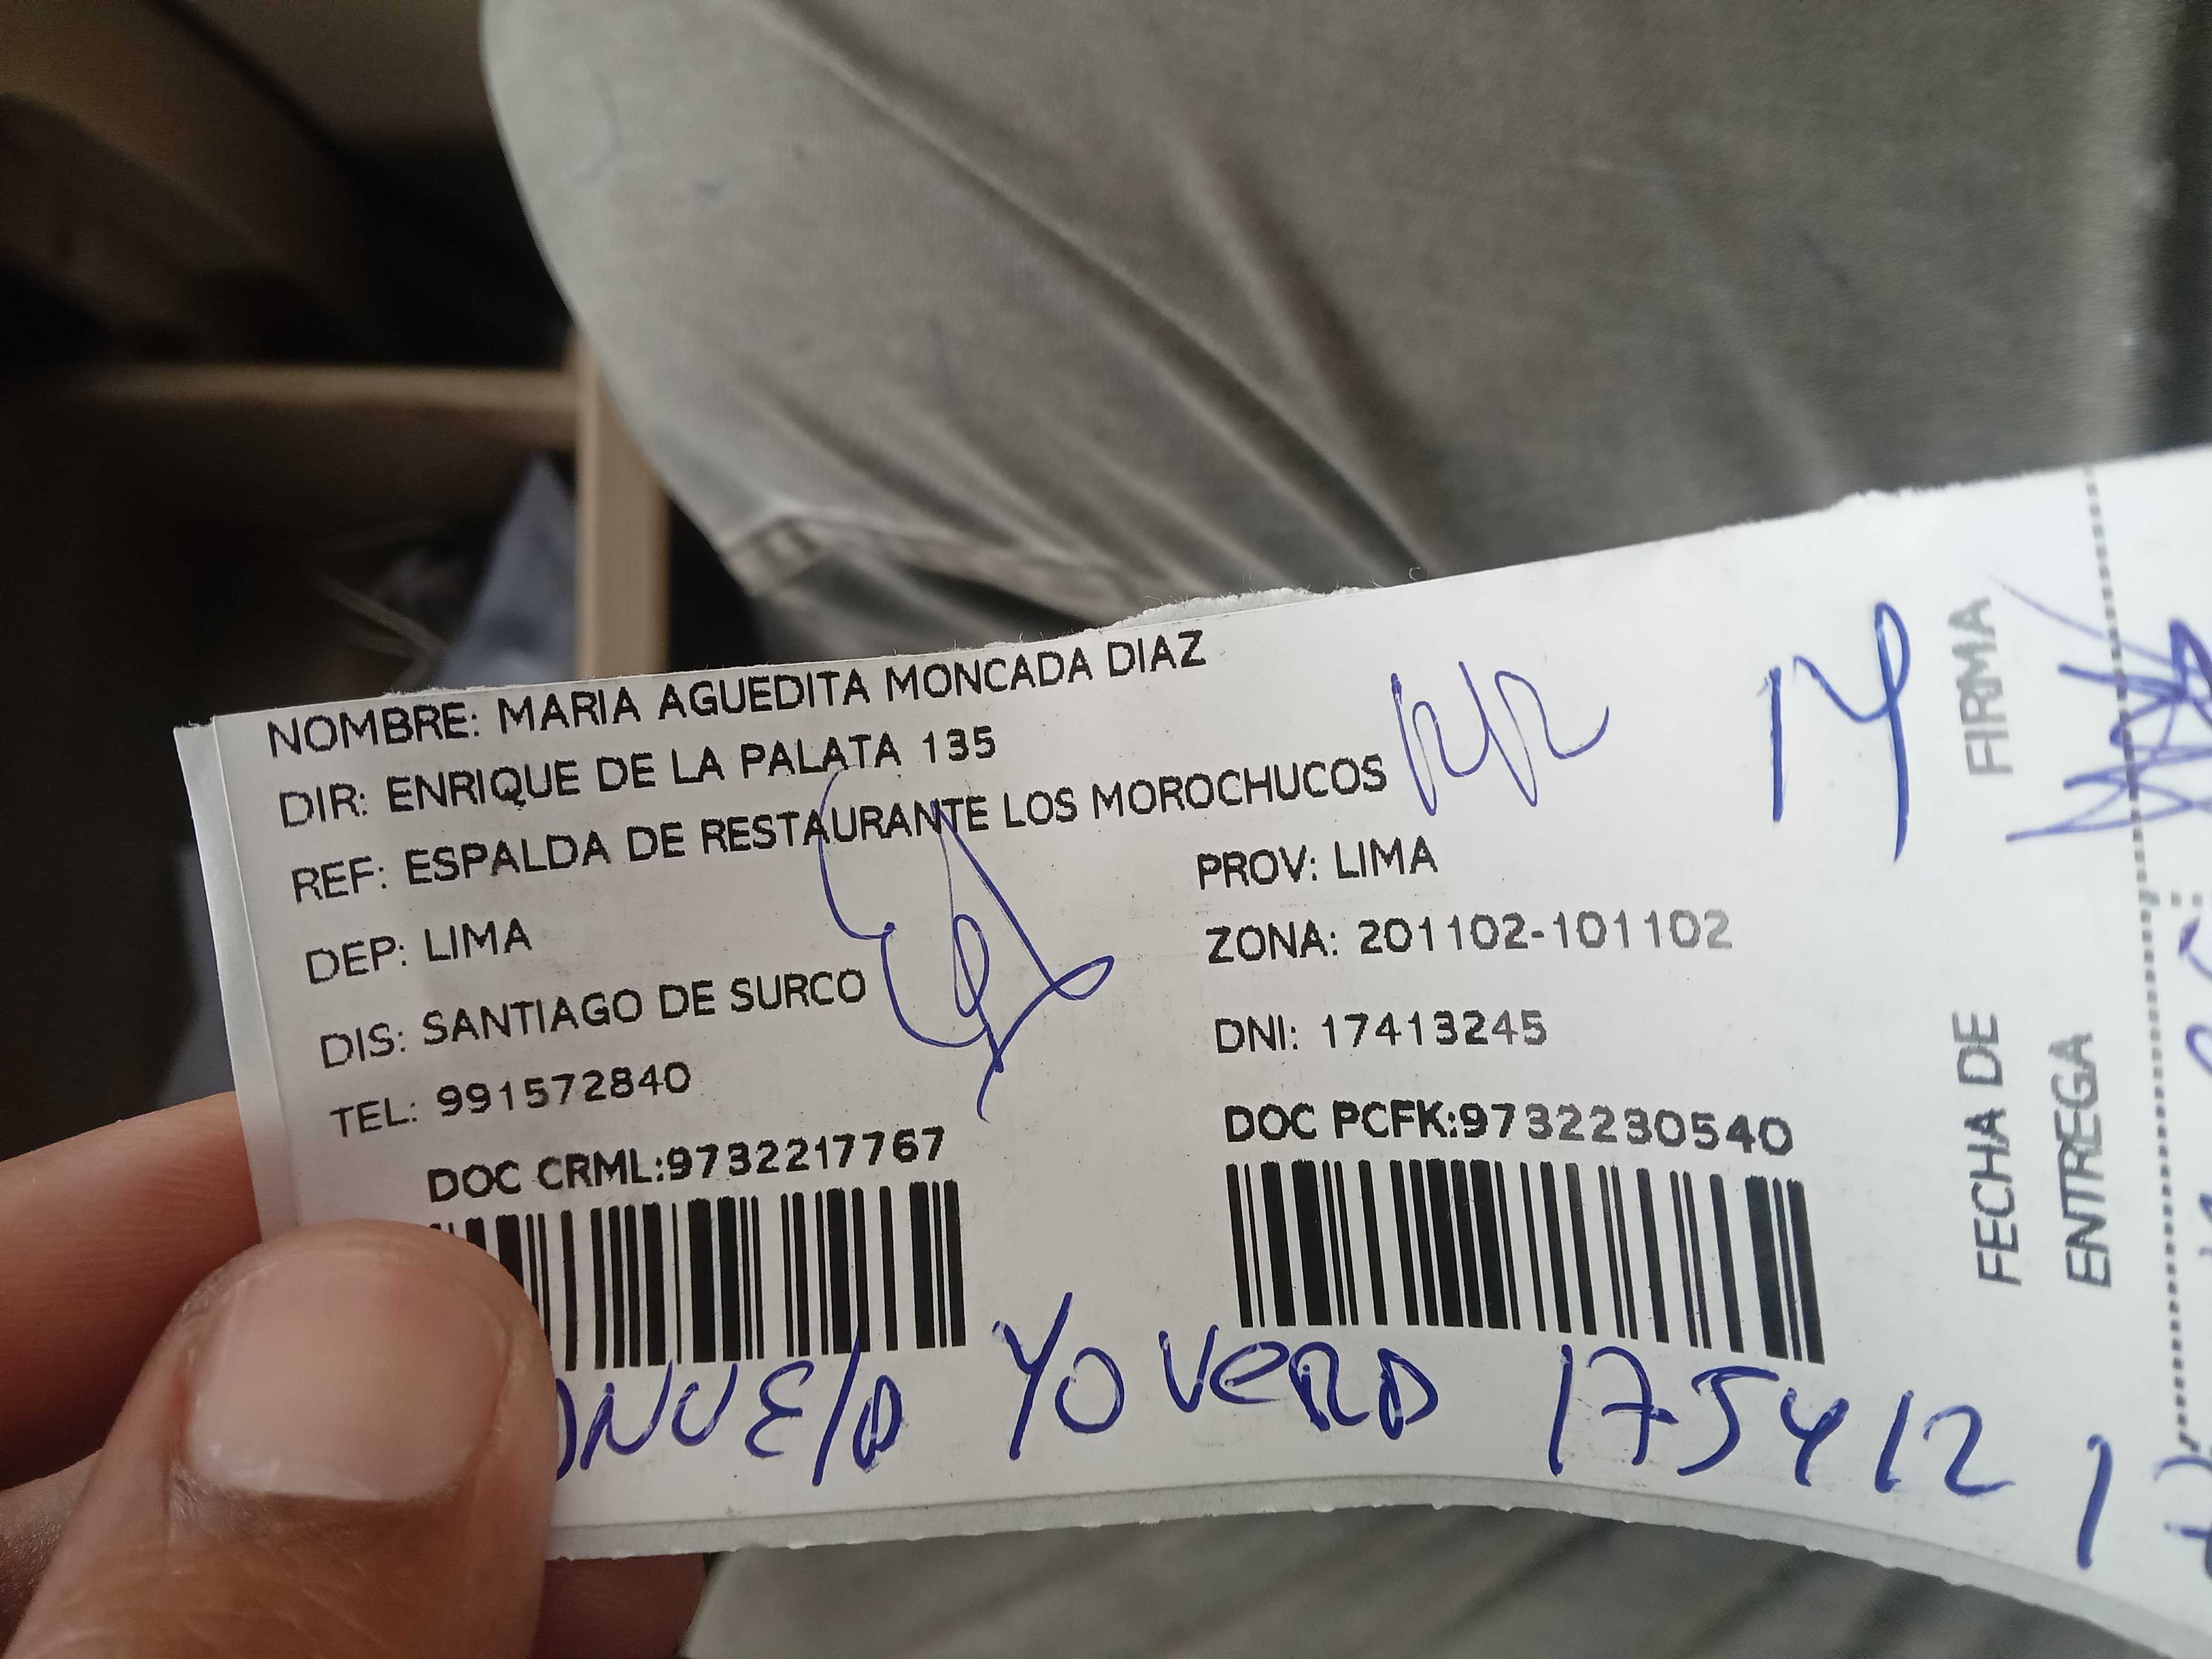 NOMBRE: MARIA AGUEDITA MONCADA DIAZ
DIR: ENRIQUE DE LA PALATA 135
REF: ESPALDA DE RESTAURANTE LOS MOROCHUCOS
14
DEP: LIMA
PROV: LIMA
ZONA: 201102-101102
DIS: SANTIAGO DE SURCO
DNI: 17413245
TEL: 991572840
DOC CRML:9732217767
DOC PCFK:9732230540
YOVERA 175412
FIRMA
FECHA DE
ENTREGA